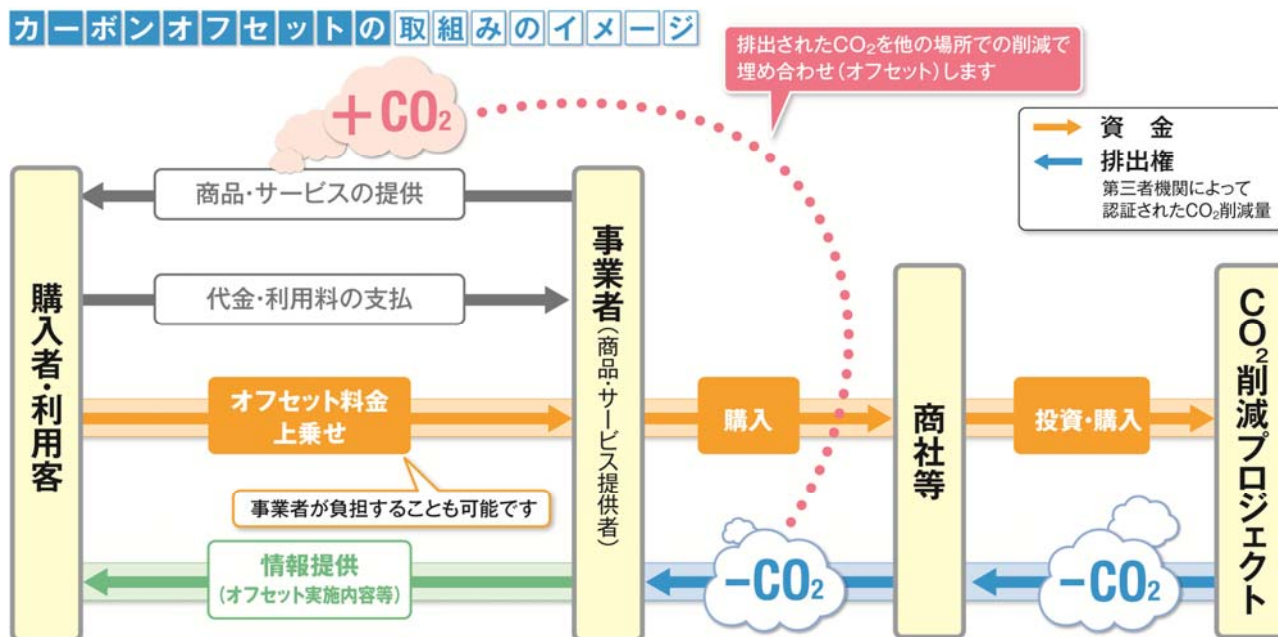 カーボンオフセットの取組みのイメージ
排出されたCO₂を他の場所での削減で
埋め合わせ(オフセット)します
+CO₂
資　金
排出権
第三者機関によって
認証されたCO₂削減量
購入者・利用客
商品・サービスの提供
代金・利用料の支払
オフセット料金
上乗せ
事業者が負担することも可能です
情報提供
(オフセット実施内容等)
事業者(商品・サービス提供者)
購入
−CO₂
商社等
投資・購入
−CO₂
CO₂削減プロジェクト